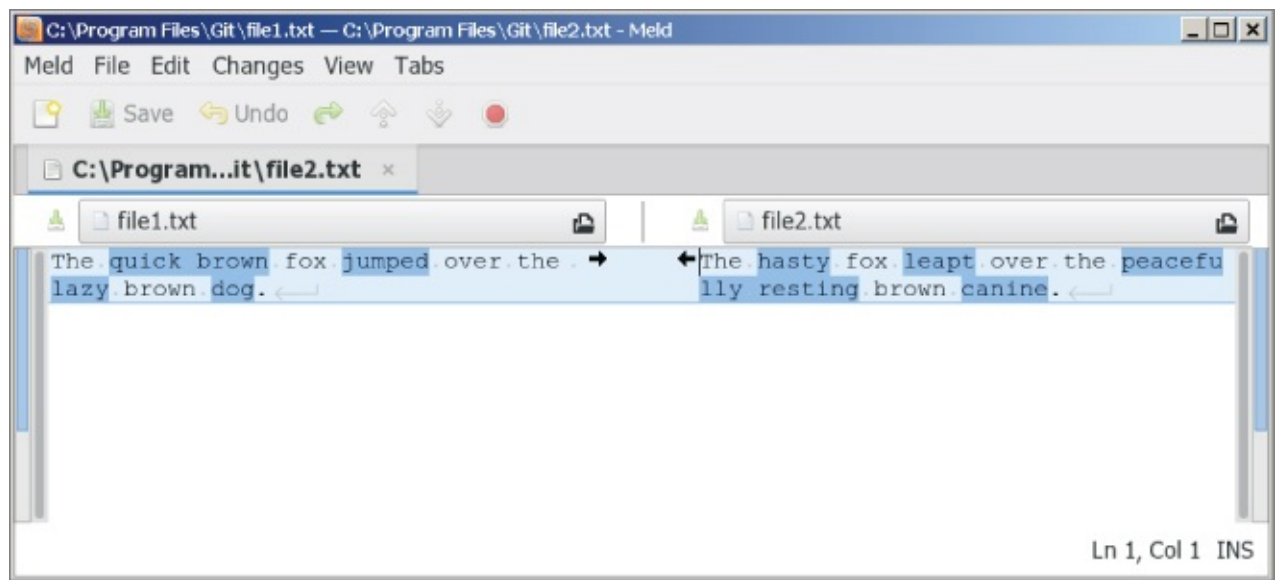 C:\Program Files\Git\file1.txt — C:\Program Files\Git\file2.txt - Meld
Meld File Edit Changes View Tabs
Save Undo
C:\Program...it\file2.txt ×
file1.txt
file2.txt
The quick brown fox jumped over the
lazy brown dog.
The hasty fox leapt over the peacefu
lly resting brown canine.
Ln 1, Col 1 INS